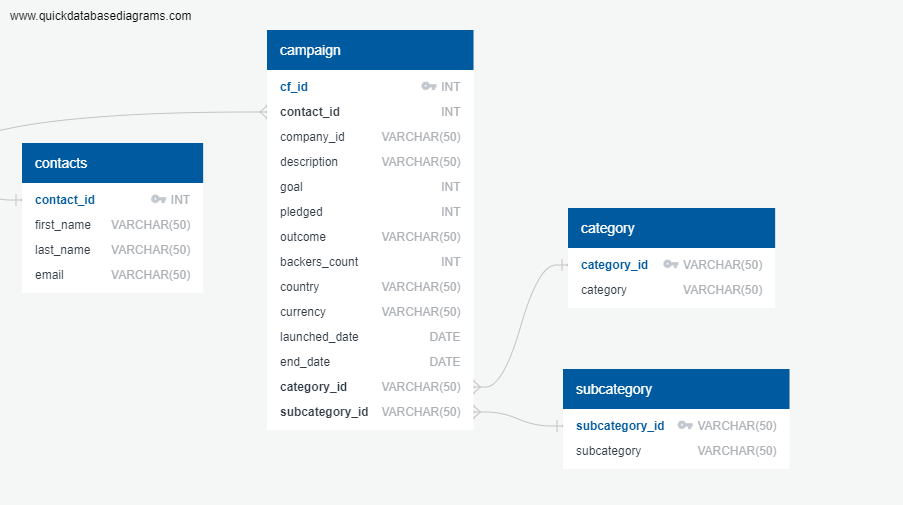 www.quickdatabasediagrams.com
campaign
cf_id INT
contact_id INT
company_id VARCHAR(50)
description VARCHAR(50)
goal INT
pledged INT
outcome VARCHAR(50)
backers_count INT
country VARCHAR(50)
currency VARCHAR(50)
launched_date DATE
end_date DATE
category_id VARCHAR(50)
subcategory_id VARCHAR(50)
contacts
contact_id INT
first_name VARCHAR(50)
last_name VARCHAR(50)
email VARCHAR(50)
category
category_id VARCHAR(50)
category VARCHAR(50)
subcategory
subcategory_id VARCHAR(50)
subcategory VARCHAR(50)